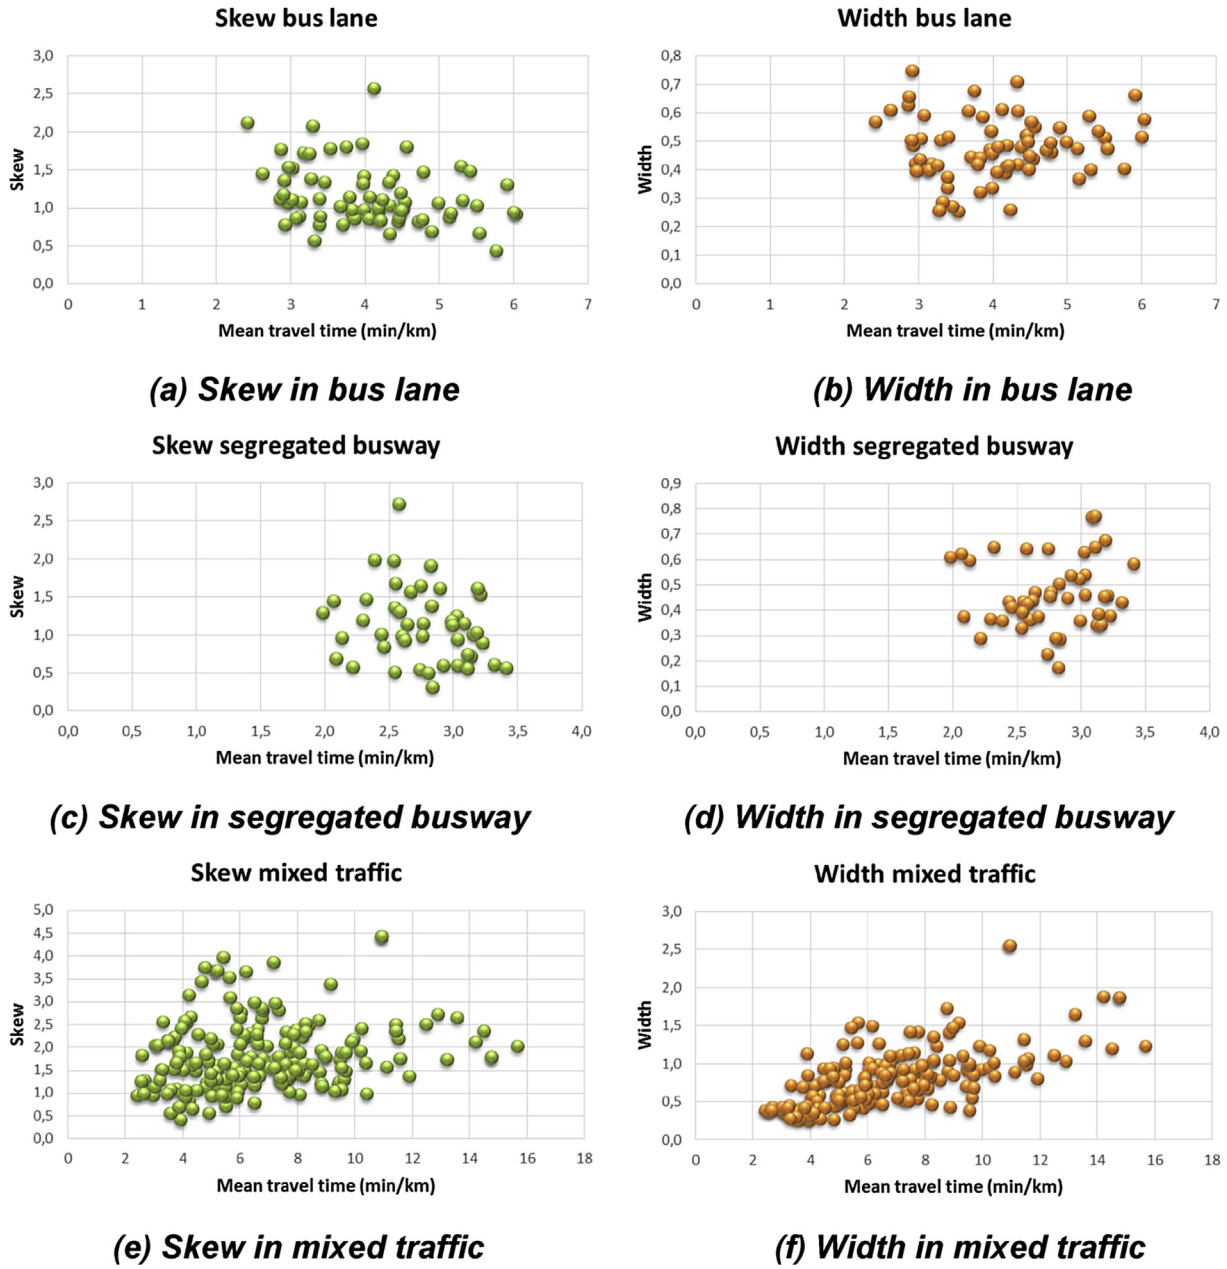 Skew bus lane
3,0
2,5
2,0
1,5
1,0
0,5
0,0
Skew
0 1 2 3 4 5 6 7
Mean travel time (min/km)
(a) Skew in bus lane
Width bus lane
0,8
0,7
0,6
0,5
0,4
0,3
0,2
0,1
0,0
Width
0 1 2 3 4 5 6 7
Mean travel time (min/km)
(b) Width in bus lane
Skew segregated busway
3,0
2,5
2,0
1,5
1,0
0,5
0,0
Skew
0,0 0,5 1,0 1,5 2,0 2,5 3,0 3,5 4,0
Mean travel time (min/km)
(c) Skew in segregated busway
Width segregated busway
0,9
0,8
0,7
0,6
0,5
0,4
0,3
0,2
0,1
0,0
Width
0,0 0,5 1,0 1,5 2,0 2,5 3,0 3,5 4,0
Mean travel time (min/km)
(d) Width in segregated busway
Skew mixed traffic
5,0
4,5
4,0
3,5
3,0
2,5
2,0
1,5
1,0
0,5
0,0
Skew
0 2 4 6 8 10 12 14 16 18
Mean travel time (min/km)
(e) Skew in mixed traffic
Width mixed traffic
3,0
2,5
2,0
1,5
1,0
0,5
0,0
Width
0 2 4 6 8 10 12 14 16 18
Mean travel time (min/km)
(f) Width in mixed traffic